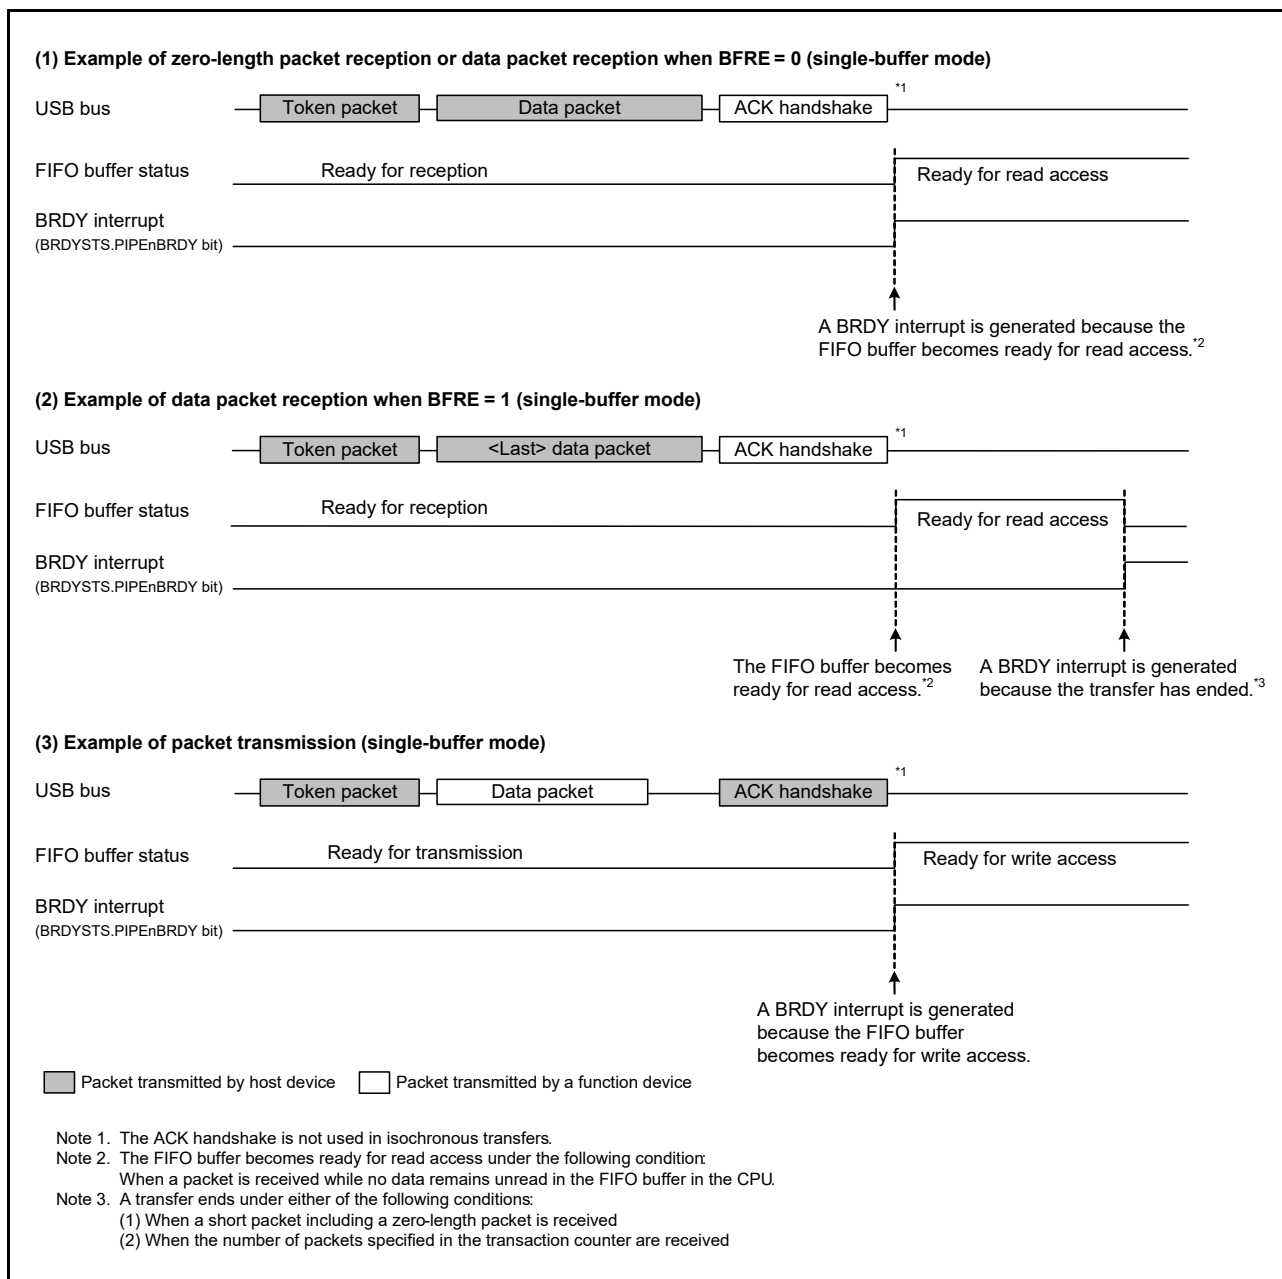 (1) Example of zero-length packet reception or data packet reception when BFRE = 0 (single-buffer mode)
USB bus
Token packet
Data packet
ACK handshake
*1
FIFO buffer status
Ready for reception
Ready for read access
BRDY interrupt
(BRDYSTS.PIPEnBRDY bit)
A BRDY interrupt is generated because the
FIFO buffer becomes ready for read access.*2
(2) Example of data packet reception when BFRE = 1 (single-buffer mode)
USB bus
Token packet
<Last> data packet
ACK handshake
*1
FIFO buffer status
Ready for reception
Ready for read access
BRDY interrupt
(BRDYSTS.PIPEnBRDY bit)
The FIFO buffer becomes
ready for read access.*2
A BRDY interrupt is generated
because the transfer has ended.*3
(3) Example of packet transmission (single-buffer mode)
USB bus
Token packet
Data packet
ACK handshake
*1
FIFO buffer status
Ready for transmission
Ready for write access
BRDY interrupt
(BRDYSTS.PIPEnBRDY bit)
A BRDY interrupt is generated
because the FIFO buffer
becomes ready for write access.
Packet transmitted by host device
Packet transmitted by a function device
Note 1. The ACK handshake is not used in isochronous transfers.
Note 2. The FIFO buffer becomes ready for read access under the following condition:
When a packet is received while no data remains unread in the FIFO buffer in the CPU.
Note 3. A transfer ends under either of the following conditions:
(1) When a short packet including a zero-length packet is received
(2) When the number of packets specified in the transaction counter are received